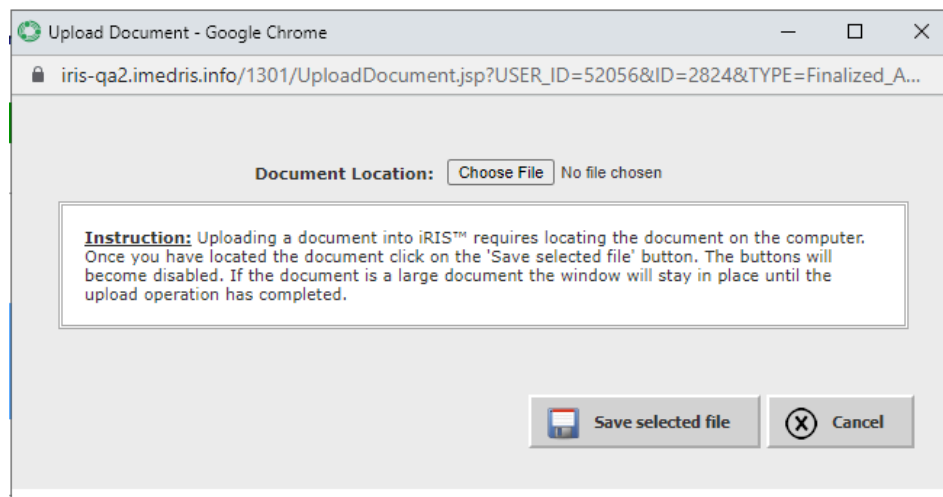 Upload Document - Google Chrome
iris-qa2.imedris.info/1301/UploadDocument.jsp?USER_ID=52056&ID=2824&TYPE=Finalized_A...
Document Location: Choose File No file chosen
Instruction: Uploading a document into iRIS™ requires locating the document on the computer.
Once you have located the document click on the 'Save selected file' button. The buttons will
become disabled. If the document is a large document the window will stay in place until the
upload operation has completed.
Save selected file Cancel